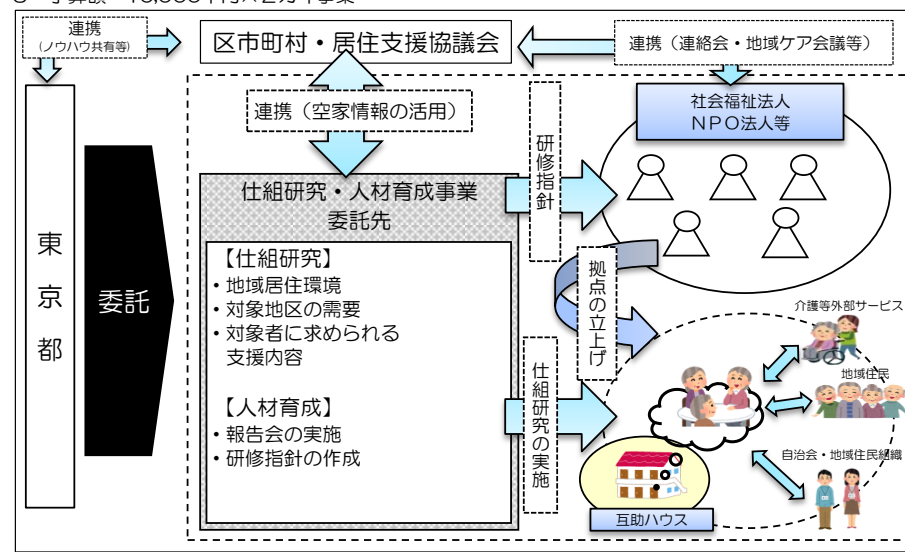 連携
(ノウハウ共有等)
区市町村・居住支援協議会
連携(連絡会・地域ケア会議等)
連携(空家情報の活用)
社会福祉法人
NPO法人等
研修指針
東京都
委託
仕組研究・人材育成事業
委託先
【仕組研究】
・地域居住環境
・対象地区の需要
・対象者に求められる
支援内容
【人材育成】
・報告会の実施
・研修指針の作成
拠点の立上げ
仕組研究の実施
介護等外部サービス
地域住民
自治会・地域住民組織
互助ハウス